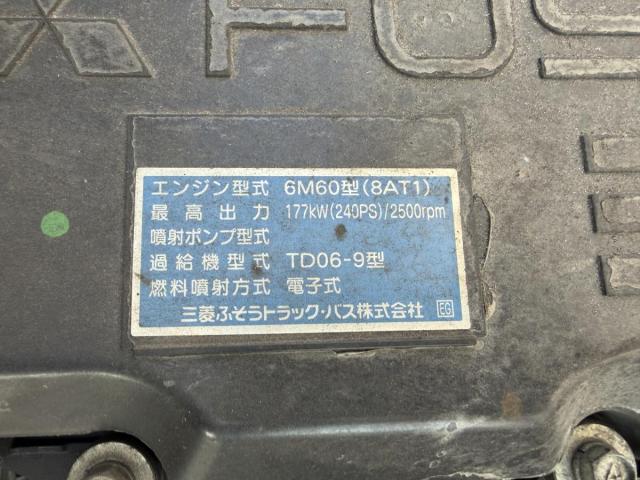 FUS
エンジン型式 6M60型(8AT1)
最高出力 177kW(240PS)/2500rpm
噴射ポンプ型式
過給機型式 TD06-9型
燃料噴射方式 電子式
三菱ふそうトラック・バス株式会社 EG